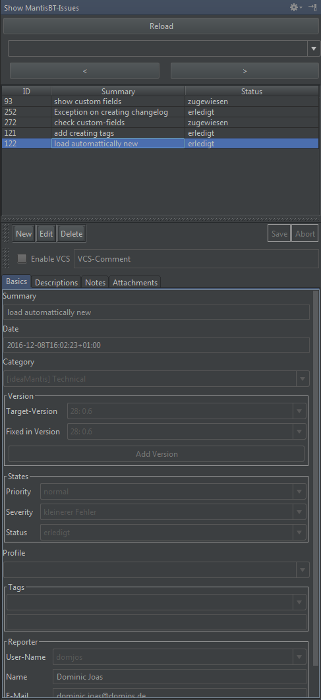 Show MantisBT-Issues
Reload
< >
ID Summary Status
93 show custom fields zugewiesen
252 Exception on creating changelog erledigt
272 check custom-fields zugewiesen
121 add creating tags erledigt
122 load automattically new erledigt
New Edit Delete Save Abort
Enable VCS VCS-Comment
Basics Descriptions Notes Attachments
Summary
load automattically new
Date
2016-12-08T16:02:23+01:00
Category
[IdeaMantis] Technical
Version
Target-Version 28: 0.6
Fixed in Version 28: 0.6
Add Version
States
Priority normal
Severity kleinerer Fehler
Status erledigt
Profile
Tags
Reporter
User-Name domjos
Name Dominic Joas
E-Mail dominic.joas@domjos.de